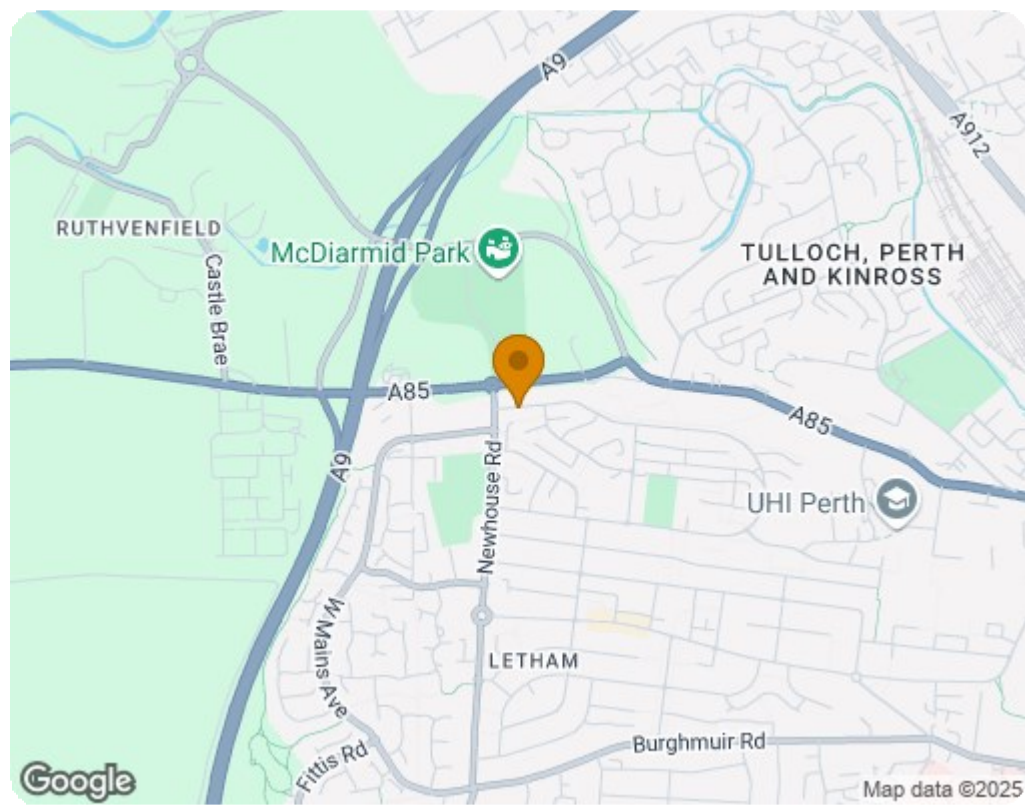 A9
A912
RUTHVENFIELD
McDiarmid Park
TULLOCH, PERTH
AND KINROSS
Castle Brae
A85
A85
A9
Newhouse Rd
UHI Perth
W Mains Ave
LETHAM
Fittis Rd
Burghmuir Rd
Google
Map data ©2025